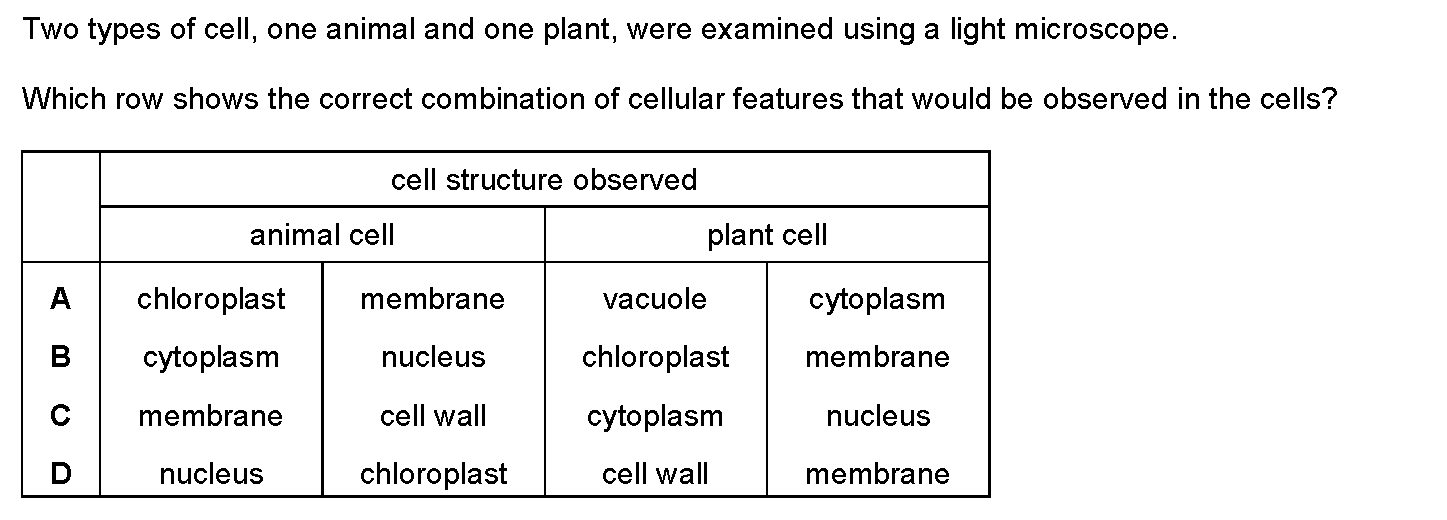 Two types of cell, one animal and one plant, were examined using a light microscope.
Which row shows the correct combination of cellular features that would be observed in the cells?
cell structure observed
animal cell plant cell
A chloroplast membrane vacuole cytoplasm
B cytoplasm nucleus chloroplast membrane
C membrane cell wall cytoplasm nucleus
D nucleus chloroplast cell wall membrane